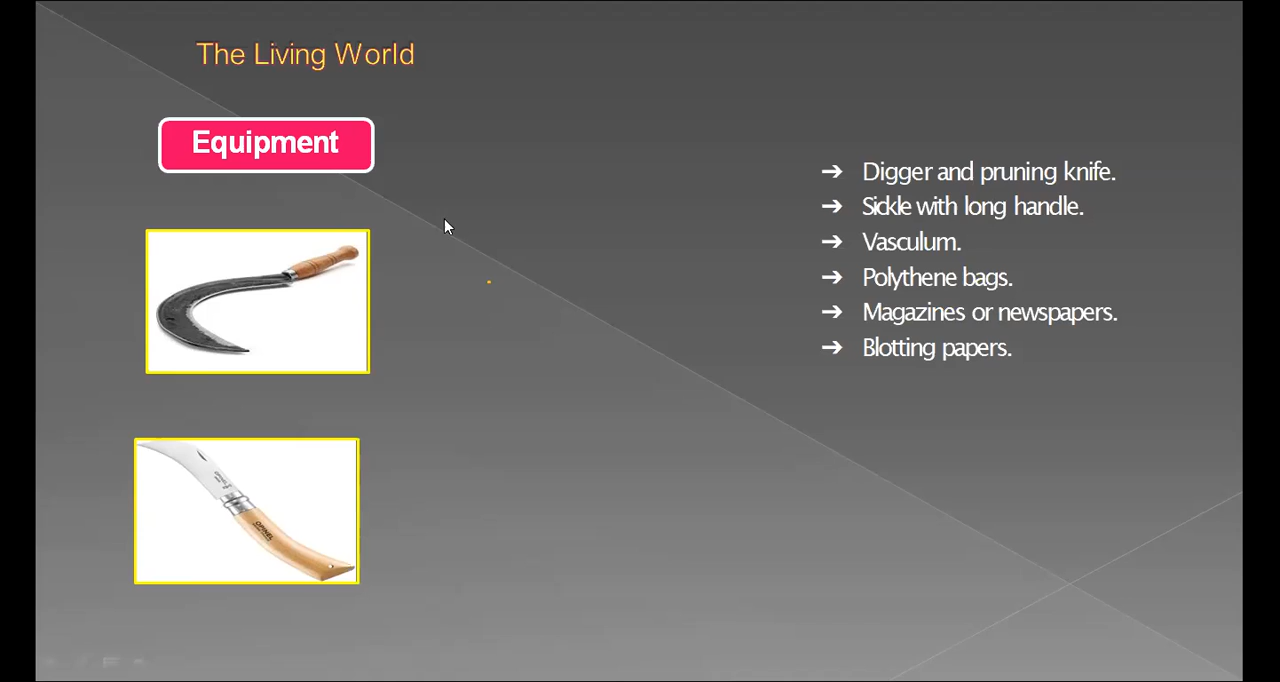 The Living World
Equipment
➔ Digger and pruning knife.
➔ Sickle with long handle.
➔ Vasculum.
➔ Polythene bags.
➔ Magazines or newspapers.
➔ Blotting papers.
OPINEL